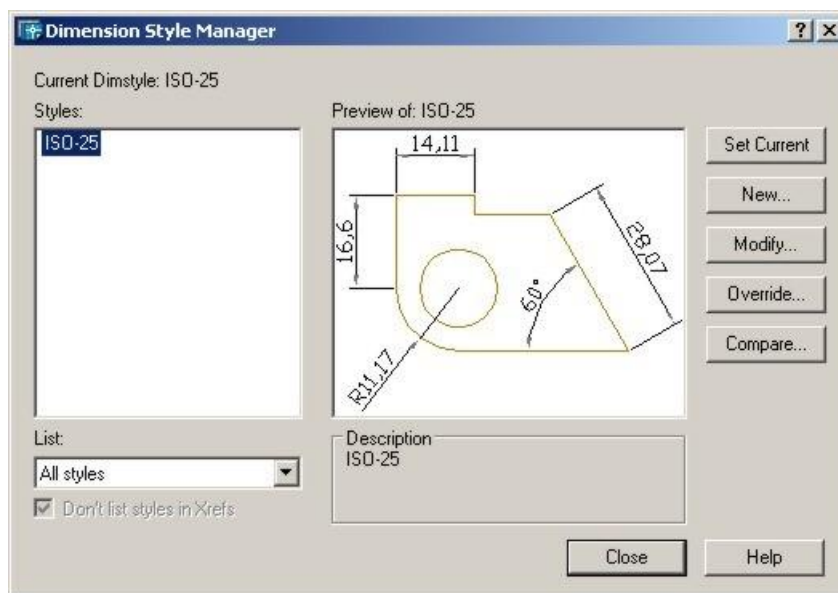 Dimension Style Manager
Current Dimstyle: ISO-25
Styles:
ISO-25
Preview of: ISO-25
14,11
16,6
28,07
60°
R11,17
Set Current
New...
Modify...
Override...
Compare...
List:
All styles
Don't list styles in Xrefs
Description
ISO-25
Close
Help